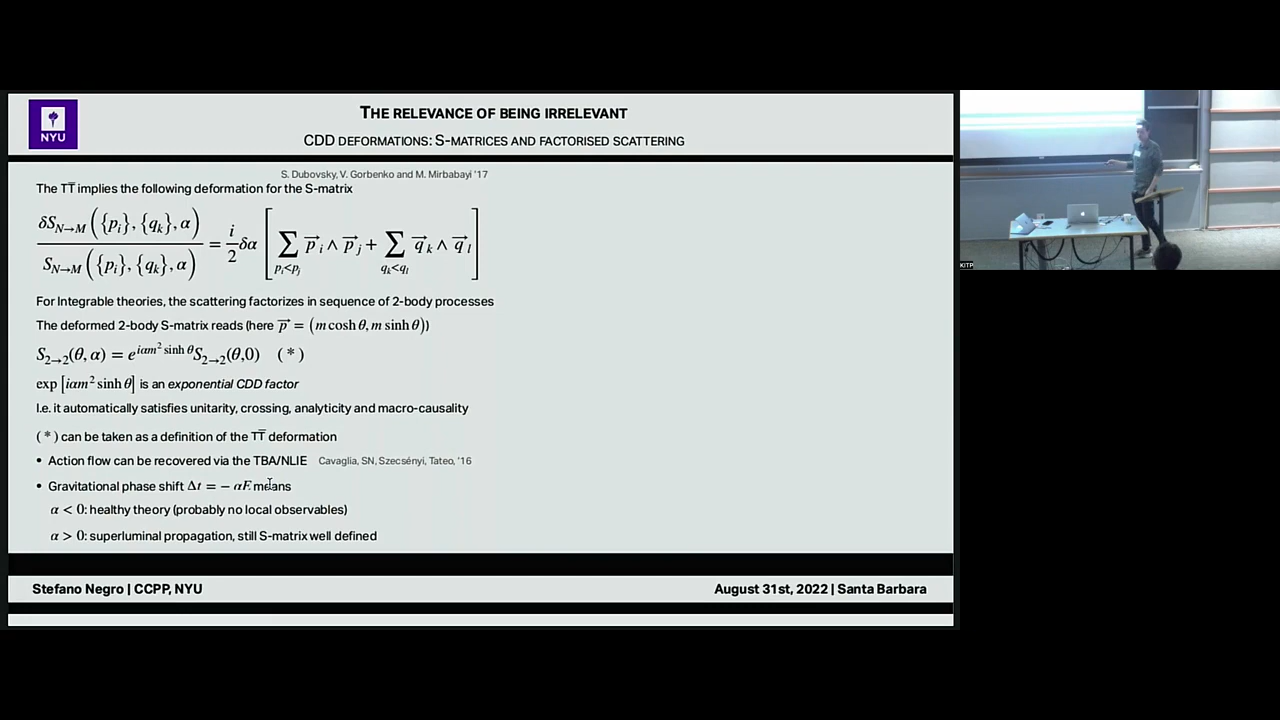 NYU
THE RELEVANCE OF BEING IRRELEVANT
CDD DEFORMATIONS: S-MATRICES AND FACTORISED SCATTERING
S. Dubovsky, V. Gorbenko and M. Mirbabayi '17
The TT̅ implies the following deformation for the S-matrix
δS_{N→M}({p_i}, {q_k}, α) / S_{N→M}({p_i}, {q_k}, α) = i/2 δα [ ∑_{p_i<p_j} p⃗_i ∧ p⃗_j + ∑_{q_k<q_l} q⃗_k ∧ q⃗_l ]
For Integrable theories, the scattering factorizes in sequence of 2-body processes
The deformed 2-body S-matrix reads (here p⃗ = (m cosh θ, m sinh θ))
S_{2→2}(θ, α) = e^{iαm² sinh θ} S_{2→2}(θ,0) (*)
exp [iαm² sinh θ] is an exponential CDD factor
I.e. it automatically satisfies unitarity, crossing, analyticity and macro-causality
(*) can be taken as a definition of the TT̅ deformation
• Action flow can be recovered via the TBA/NLIE Cavaglia, SN, Szecsényi, Tateo, '16
• Gravitational phase shift Δt = − αE means
α < 0: healthy theory (probably no local observables)
α > 0: superluminal propagation, still S-matrix well defined
Stefano Negro | CCPP, NYU
August 31st, 2022 | Santa Barbara
KITP